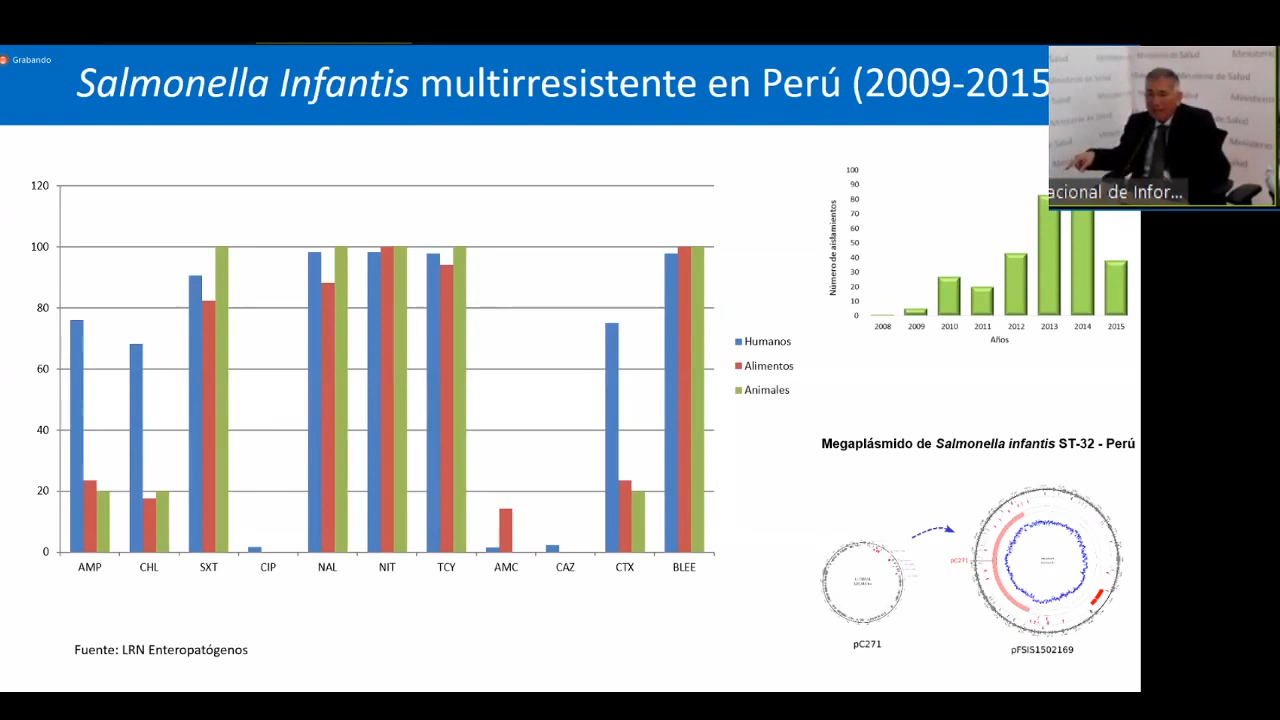 Grabando
Salmonella Infantis multirresistente en Perú (2009-2015
Ministerio de Salud
acional de Infor...
120
100
80
60
40
20
0
AMP CHL SXT CIP NAL NIT TCY AMC CAZ CTX BLEE
Humanos
Alimentos
Animales
Número de aislamientos
100
90
80
70
60
50
40
30
20
10
0
2008 2009 2010 2011 2012 2013 2014 2015
Años
Megaplásmido de Salmonella infantis ST-32 - Perú
pC271
pC271
pFSIS1502169
Fuente: LRN Enteropatógenos